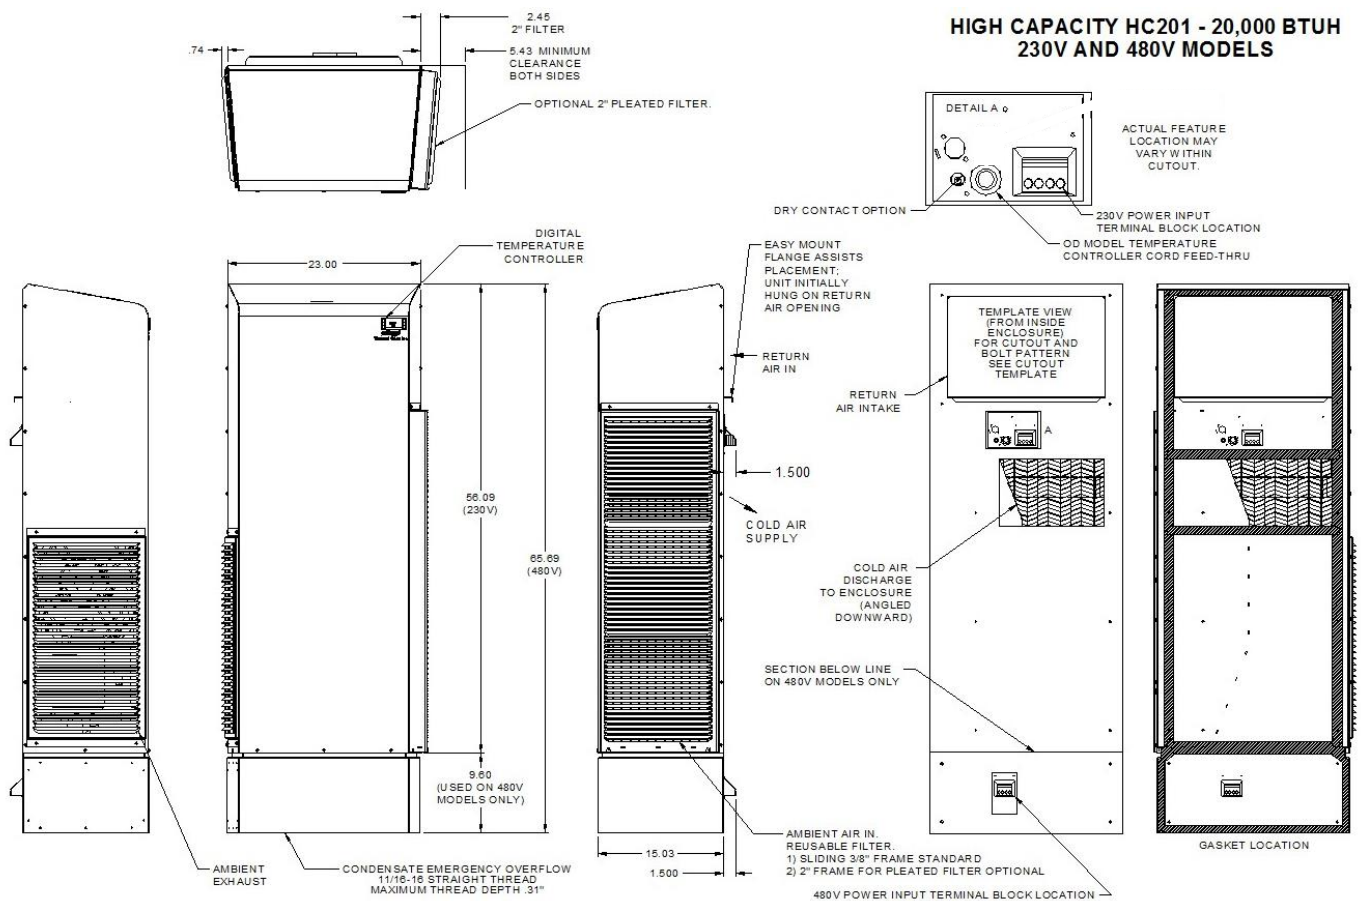 HIGH CAPACITY HC201 - 20,000 BTUH
230V AND 480V MODELS
2.45
2" FILTER
.74
5.43 MINIMUM
CLEARANCE
BOTH SIDES
OPTIONAL 2" PLEATED FILTER.
DETAIL A
ACTUAL FEATURE
LOCATION MAY
VARY WITHIN
CUTOUT.
DRY CONTACT OPTION
230V POWER INPUT
TERMINAL BLOCK LOCATION
OD MODEL TEMPERATURE
CONTROLLER CORD FEED-THRU
DIGITAL
TEMPERATURE
CONTROLLER
23.00
EASY MOUNT
FLANGE ASSISTS
PLACEMENT;
UNIT INITIALLY
HUNG ON RETURN
AIR OPENING
RETURN
AIR IN
TEMPLATE VIEW
(FROM INSIDE
ENCLOSURE)
FOR CUTOUT AND
BOLT PATTERN
SEE CUTOUT
TEMPLATE
RETURN
AIR INTAKE
A
1.500
56.09
(230V)
COLD AIR
SUPPLY
65.69
(480V)
COLD AIR
DISCHARGE
TO ENCLOSURE
(ANGLED
DOWNWARD)
SECTION BELOW LINE
ON 480V MODELS ONLY
9.60
(USED ON 480V
MODELS ONLY)
AMBIENT
EXHAUST
CONDENSATE EMERGENCY OVERFLOW
11/16-16 STRAIGHT THREAD
MAXIMUM THREAD DEPTH .31"
15.03
1.500
AMBIENT AIR IN.
REUSABLE FILTER.
1) SLIDING 3/8" FRAME STANDARD
2) 2" FRAME FOR PLEATED FILTER OPTIONAL
480V POWER INPUT TERMINAL BLOCK LOCATION
GASKET LOCATION